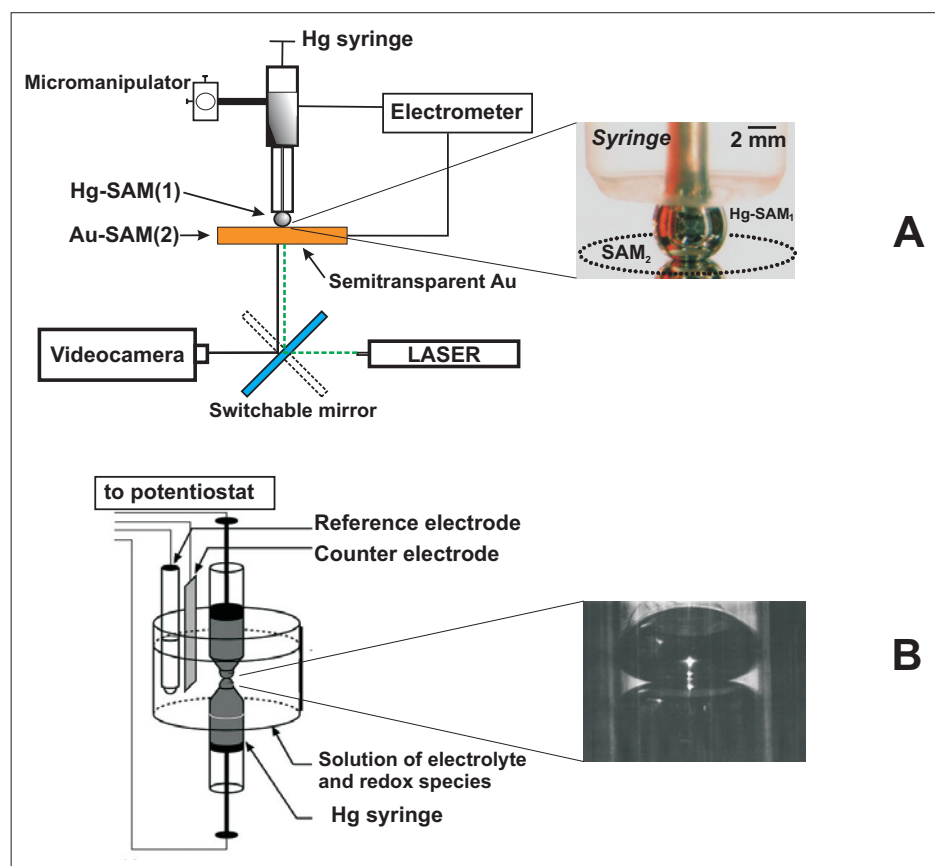 Hg syringe
Micromanipulator
Electrometer
Hg-SAM(1)
Au-SAM(2)
Semitransparent Au
Videocamera
LASER
Switchable mirror
Syringe
2 mm
Hg-SAM₁
SAM₂
A
to potentiostat
Reference electrode
Counter electrode
Solution of electrolyte
and redox species
Hg syringe
B